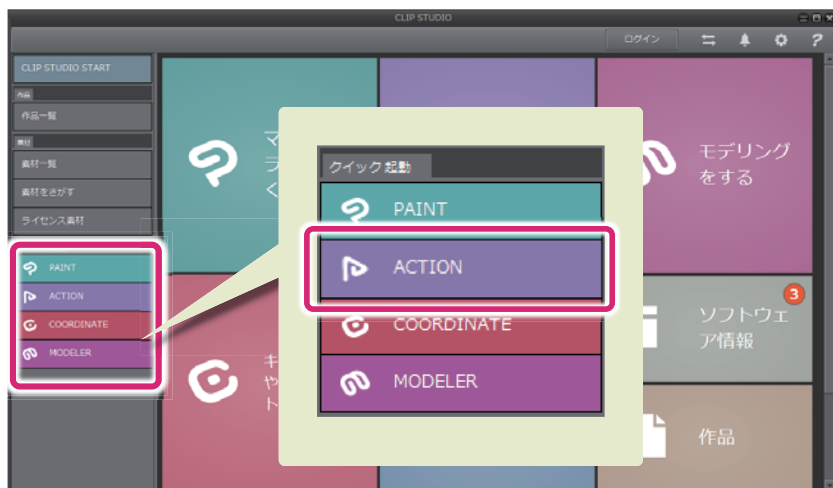 CLIP STUDIO
ログイン
?
CLIP STUDIO START
作品
作品一覧
素材
素材一覧
素材をさがす
ライセンス素材
PAINT
ACTION
COORDINATE
MODELER
マ
ラ
く
キ
や
ト
クイック起動
PAINT
ACTION
COORDINATE
MODELER
モデリング
をする
3
ソフトウェ
ア情報
作品